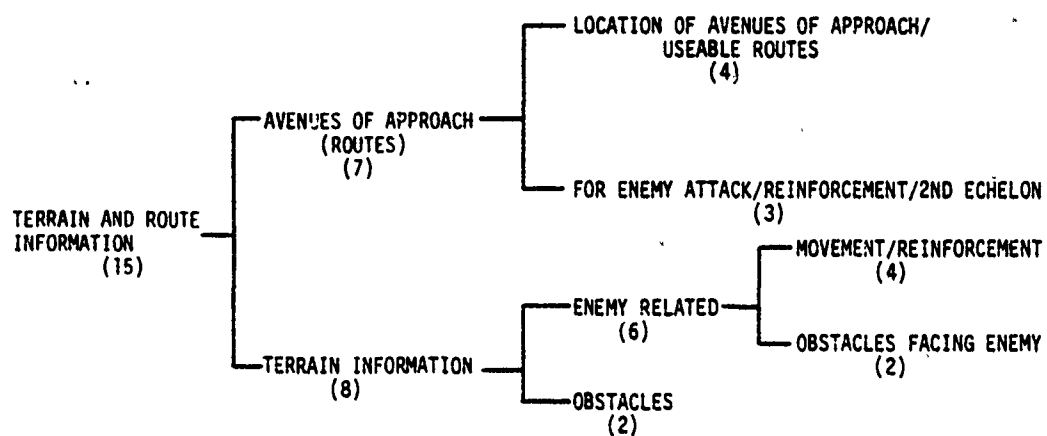 LOCATION OF AVENUES OF APPROACH/
USEABLE ROUTES
(4)
AVENUES OF APPROACH
(ROUTES)
(7)
FOR ENEMY ATTACK/REINFORCEMENT/2ND ECHELON
(3)
TERRAIN AND ROUTE
INFORMATION
(15)
MOVEMENT/REINFORCEMENT
(4)
ENEMY RELATED
(6)
OBSTACLES FACING ENEMY
(2)
TERRAIN INFORMATION
(8)
OBSTACLES
(2)